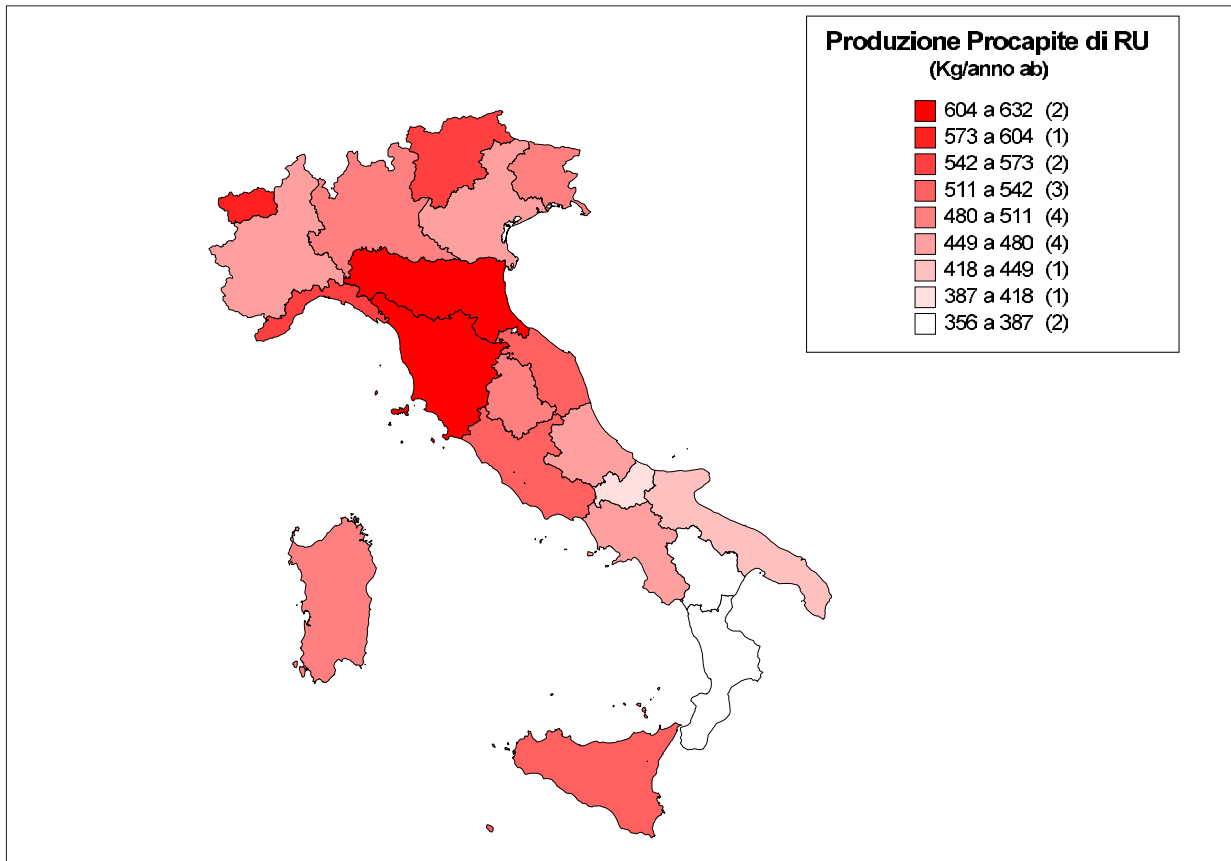 Produzione Procapite di RU
(Kg/anno ab)
604 a 632 (2)
573 a 604 (1)
542 a 573 (2)
511 a 542 (3)
480 a 511 (4)
449 a 480 (4)
418 a 449 (1)
387 a 418 (1)
356 a 387 (2)